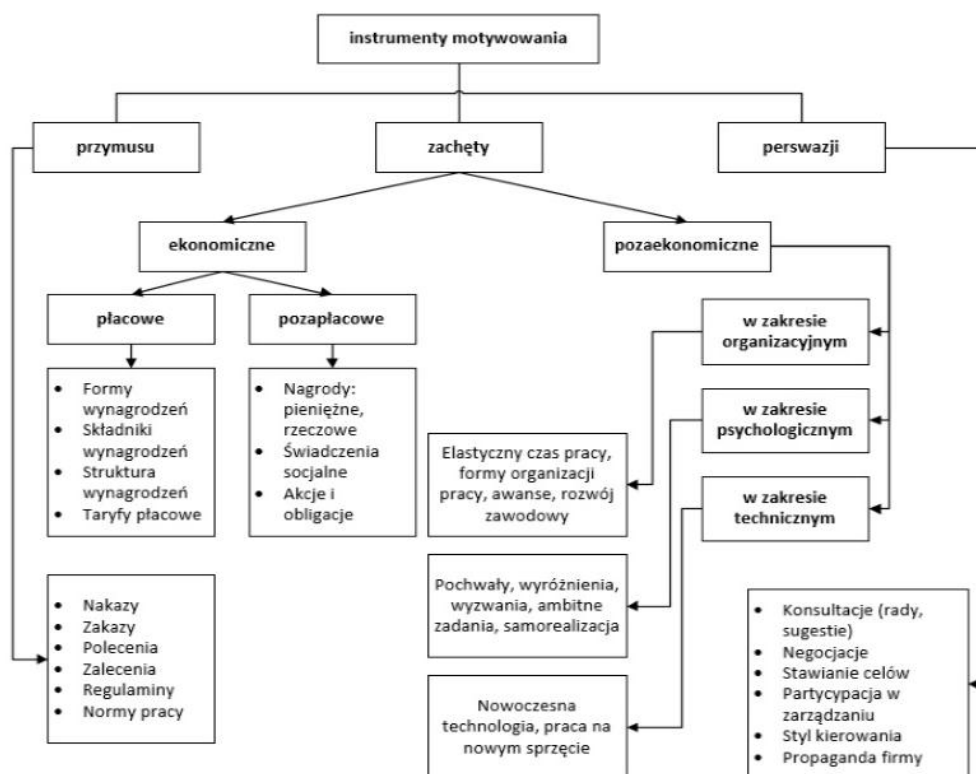 instrumenty motywowania
przymusu
zachęty
perswazji
ekonomiczne
pozaekonomiczne
płacowe
pozapłacowe
w zakresie
organizacyjnym
• Formy
wynagrodzeń
• Składniki
wynagrodzeń
• Struktura
wynagrodzeń
• Taryfy płacowe
• Nagrody:
pieniężne,
rzeczowe
• Świadczenia
socjalne
• Akcje i
obligacje
w zakresie
psychologicznym
Elastyczny czas pracy,
formy organizacji
pracy, awanse, rozwój
zawodowy
w zakresie
technicznym
• Nakazy
• Zakazy
• Polecenia
• Zalecenia
• Regulaminy
• Normy pracy
Pochwały, wyróżnienia,
wyzwania, ambitne
zadania, samorealizacja
Nowoczesna
technologia, praca na
nowym sprzęcie
• Konsultacje (rady,
sugestie)
• Negocjacje
• Stawianie celów
• Partycypacja w
zarządzaniu
• Styl kierowania
• Propaganda firmy